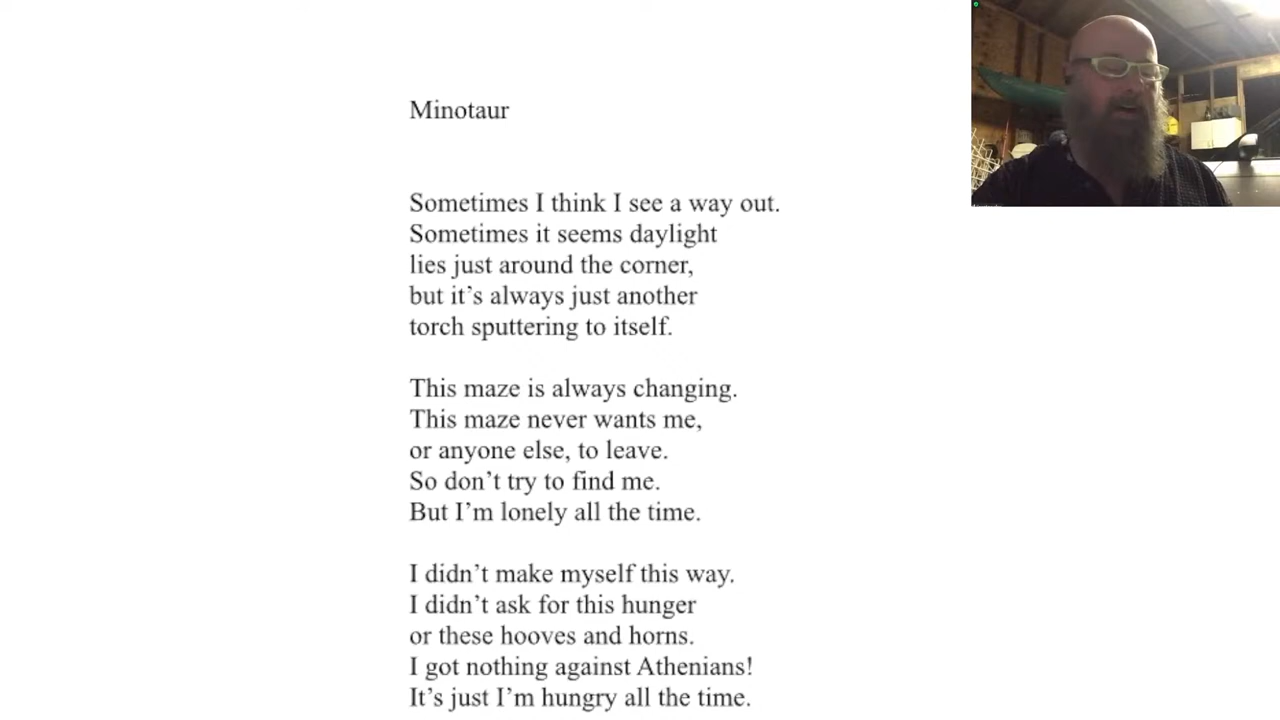 Minotaur
Sometimes I think I see a way out.
Sometimes it seems daylight
lies just around the corner,
but it’s always just another
torch sputtering to itself.
This maze is always changing.
This maze never wants me,
or anyone else, to leave.
So don’t try to find me.
But I’m lonely all the time.
I didn’t make myself this way.
I didn’t ask for this hunger
or these hooves and horns.
I got nothing against Athenians!
It’s just I’m hungry all the time.